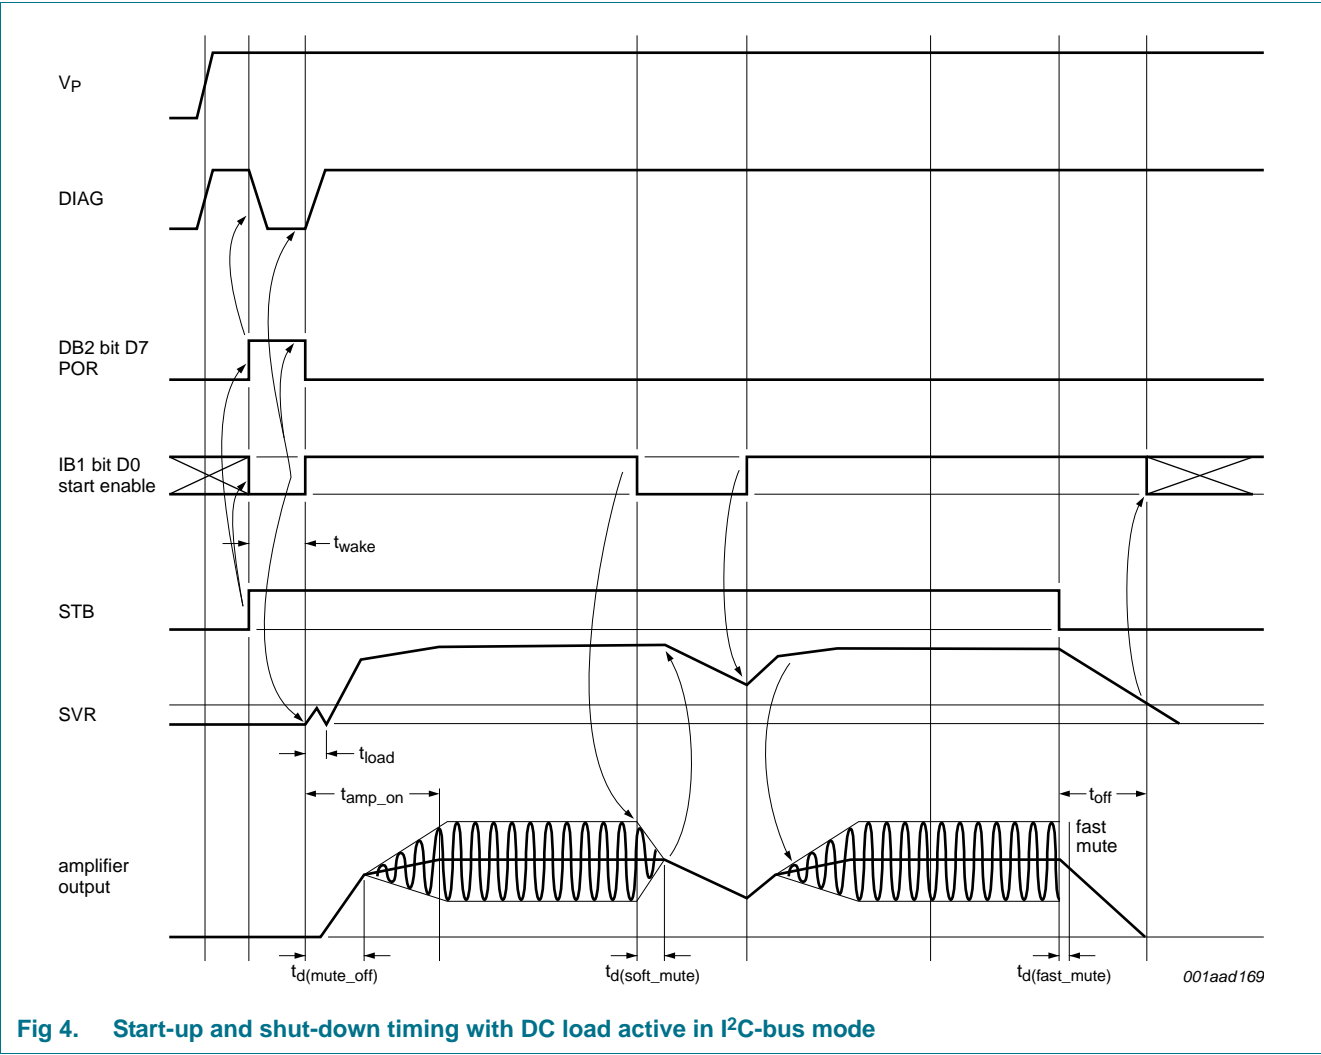 VP
DIAG
DB2 bit D7
POR
IB1 bit D0
start enable
twake
STB
SVR
tload
tamp_on
toff
fast
mute
amplifier
output
td(mute_off)
td(soft_mute)
td(fast_mute)
001aad169
Fig 4. Start-up and shut-down timing with DC load active in I²C-bus mode